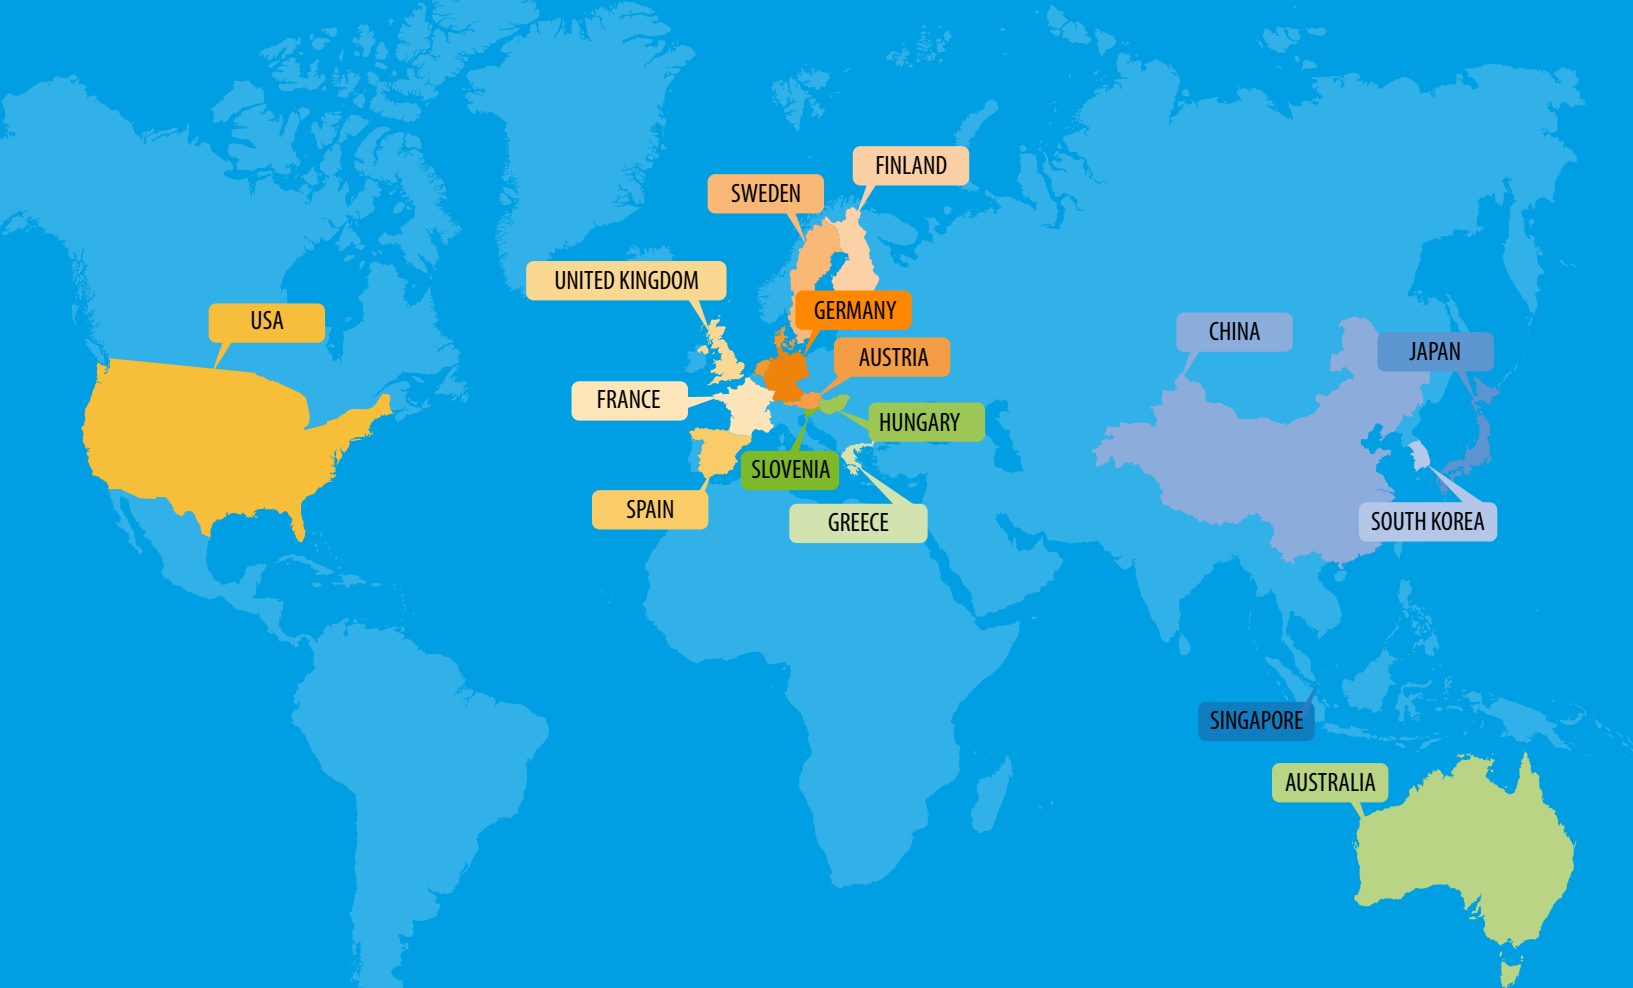 FINLAND
SWEDEN
UNITED KINGDOM
GERMANY
USA
CHINA
JAPAN
AUSTRIA
FRANCE
HUNGARY
SLOVENIA
SPAIN
GREECE
SOUTH KOREA
SINGAPORE
AUSTRALIA